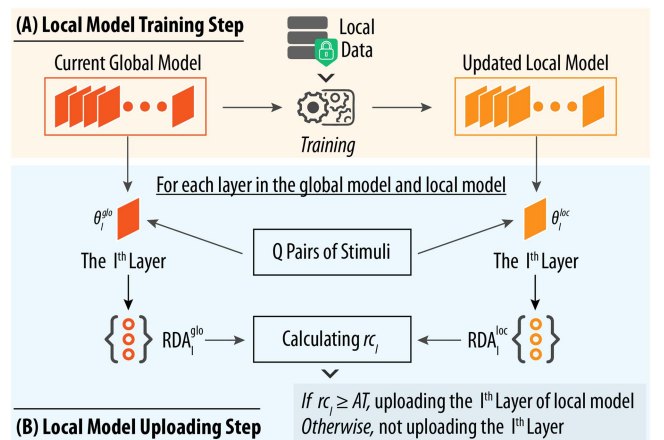 (A) Local Model Training Step
Local
Data
Current Global Model
Updated Local Model
Training
For each layer in the global model and local model
θ_l^glo
θ_l^loc
Q Pairs of Stimuli
The l^th Layer
The l^th Layer
RDA_l^glo
Calculating rc_l
RDA_l^loc
If rc_l ≥ AT, uploading the l^th Layer of local model
Otherwise, not uploading the l^th Layer
(B) Local Model Uploading Step